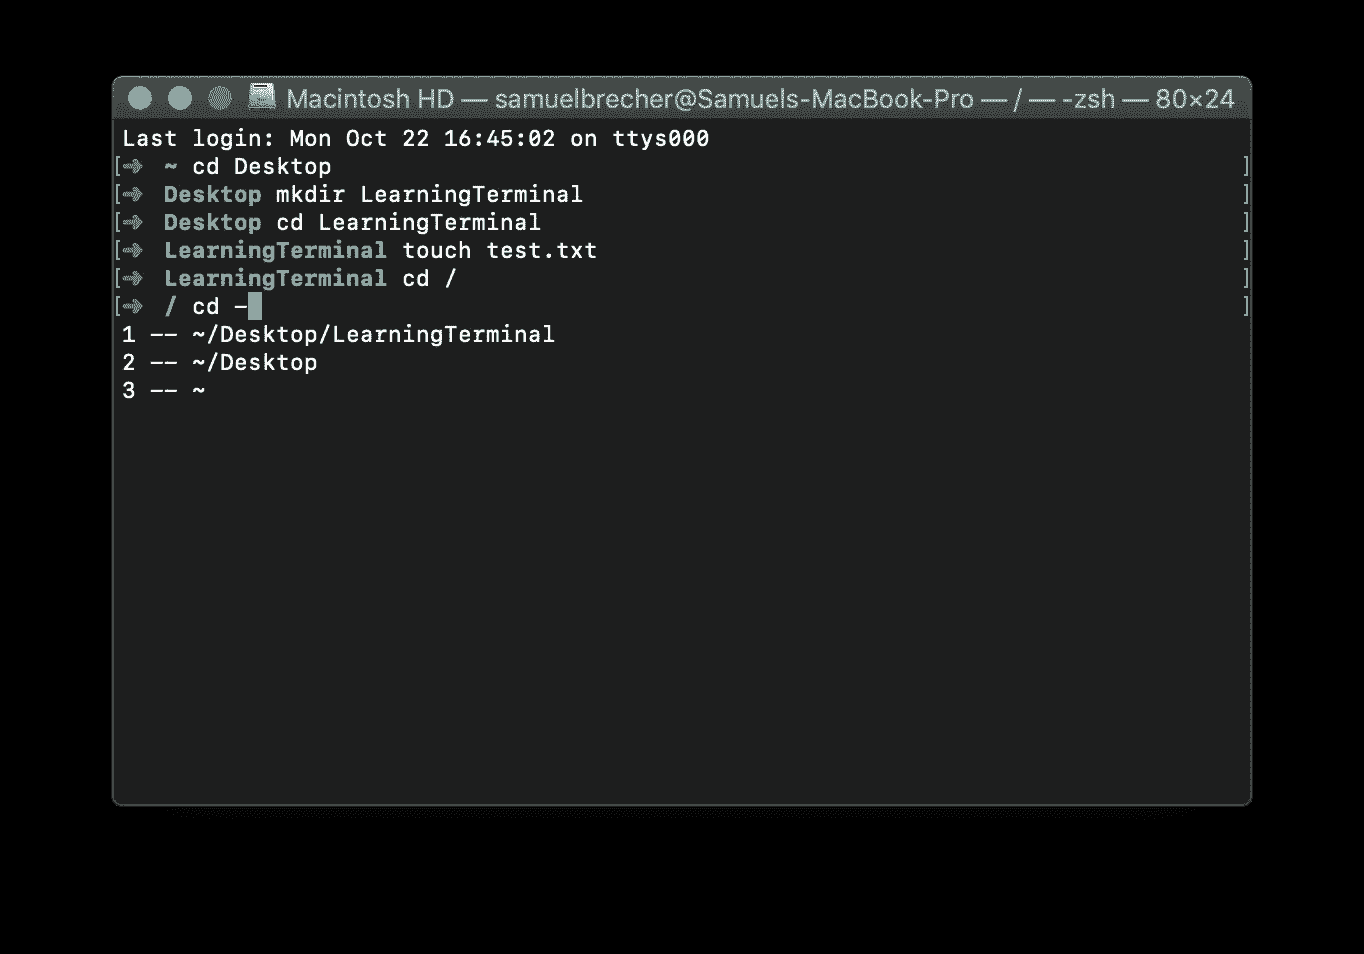 Macintosh HD — samuelbrecher@Samuels-MacBook-Pro — / — -zsh — 80×24
Last login: Mon Oct 22 16:45:02 on ttys000
[➜ ~ cd Desktop ]
[➜ Desktop mkdir LearningTerminal ]
[➜ Desktop cd LearningTerminal ]
[➜ LearningTerminal touch test.txt ]
[➜ LearningTerminal cd / ]
[➜ / cd - ]
1 -- ~/Desktop/LearningTerminal
2 -- ~/Desktop
3 -- ~